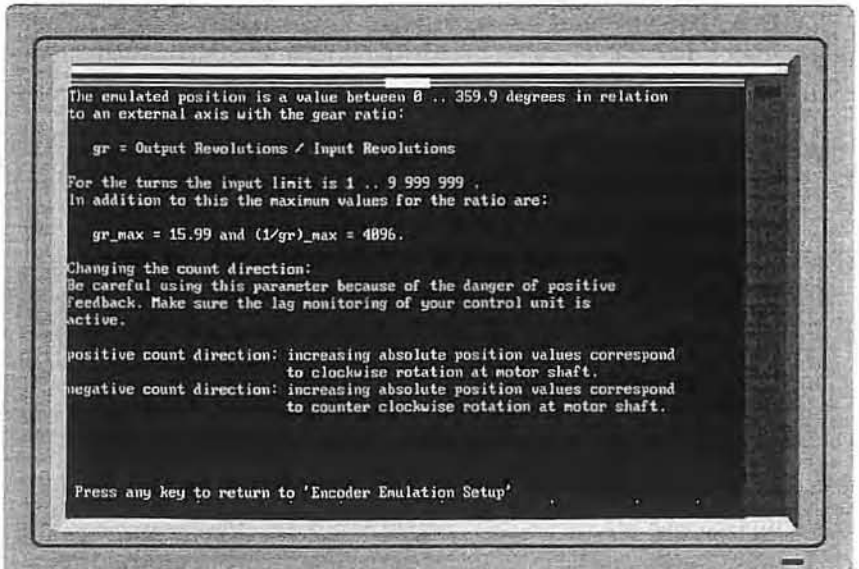 The emulated position is a value between 0 .. 359.9 degrees in relation
to an external axis with the gear ratio:
gr = Output Revolutions / Input Revolutions
For the turns the input limit is 1 .. 9 999 999 .
In addition to this the maximum values for the ratio are:
gr_max = 15.99 and (1/gr)_max = 4096.
Changing the count direction:
Be careful using this parameter because of the danger of positive
feedback. Make sure the lag monitoring of your control unit is
active.
positive count direction: increasing absolute position values correspond
to clockwise rotation at motor shaft.
negative count direction: increasing absolute position values correspond
to counter clockwise rotation at motor shaft.
Press any key to return to 'Encoder Emulation Setup'